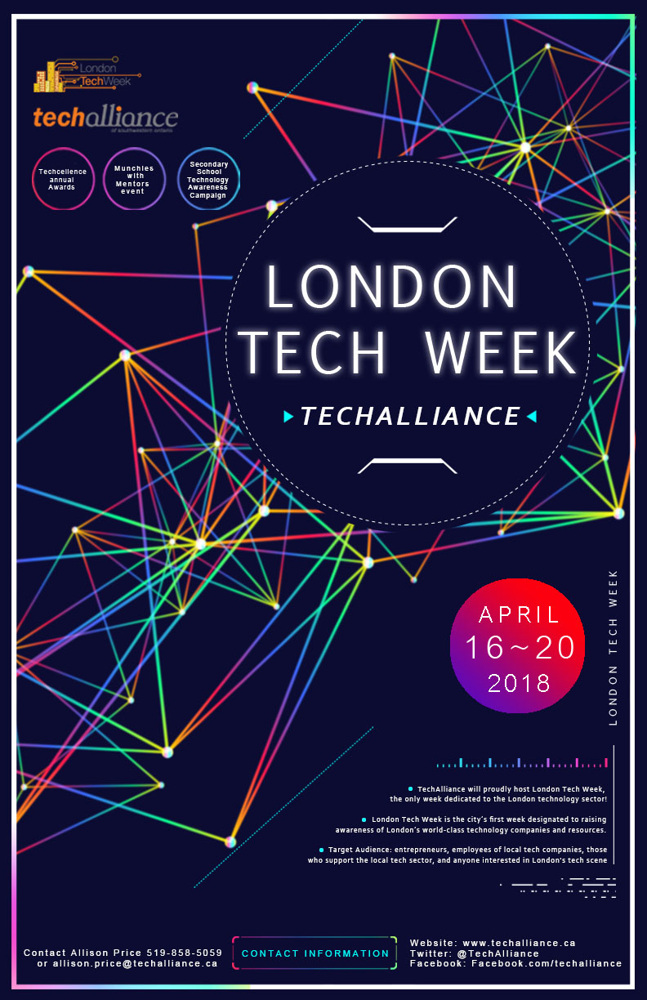 London
TechWeek
techalliance
of southwestern ontario
Techcellence
annual
Awards
Munchies
with
Mentors
event
Secondary
School
Technology
Awareness
Campaign
LONDON
TECH WEEK
TECHALLIANCE
APRIL
16~20
2018
LONDON TECH WEEK
TechAlliance will proudly host London Tech Week,
the only week dedicated to the London technology sector!
London Tech Week is the city's first week designated to raising
awareness of London's world-class technology companies and resources.
Target Audience: entrepreneurs, employees of local tech companies, those
who support the local tech sector, and anyone interested in London's tech scene
Contact Allison Price 519-858-5059
or allison.price@techalliance.ca
CONTACT INFORMATION
Website: www.techalliance.ca
Twitter: @TechAlliance
Facebook: Facebook.com/techalliance